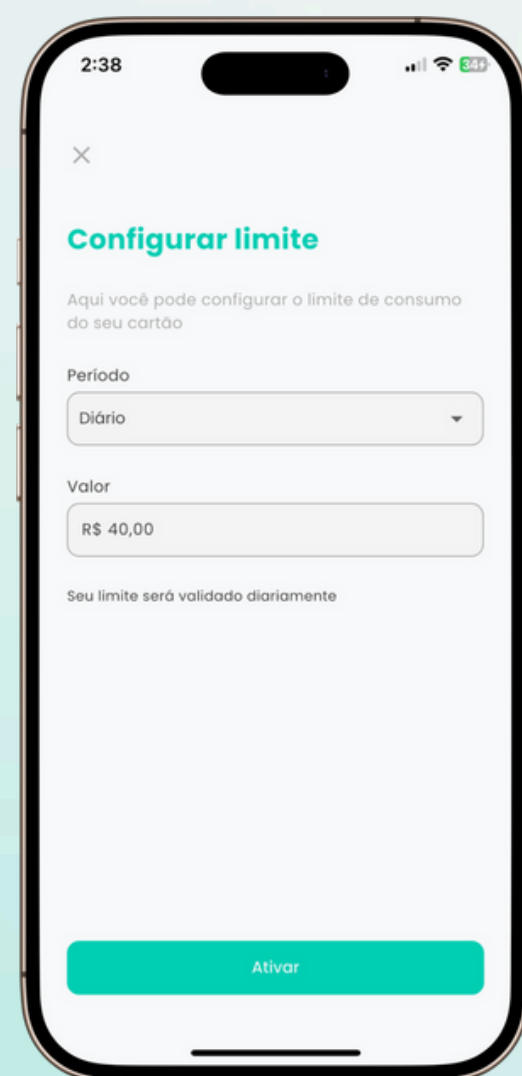 2:38
34
Configurar limite
Aqui você pode configurar o limite de consumo
do seu cartão
Período
Diário
Valor
R$ 40,00
Seu limite será validado diariamente
Ativar